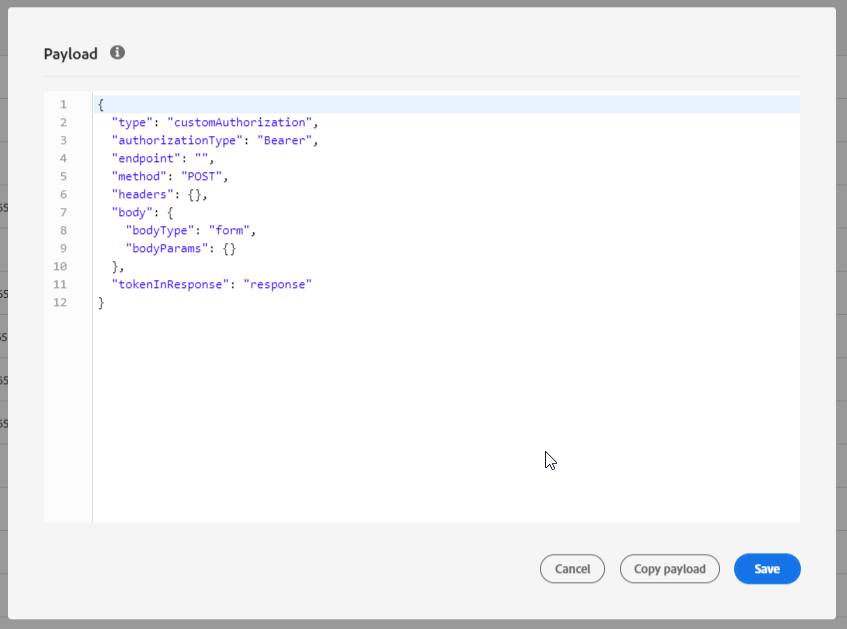 Payload
1 {
2 "type": "customAuthorization",
3 "authorizationType": "Bearer",
4 "endpoint": "",
5 "method": "POST",
6 "headers": {},
7 "body": {
8 "bodyType": "form",
9 "bodyParams": {}
10 },
11 "tokenInResponse": "response"
12 }
Cancel Copy payload Save